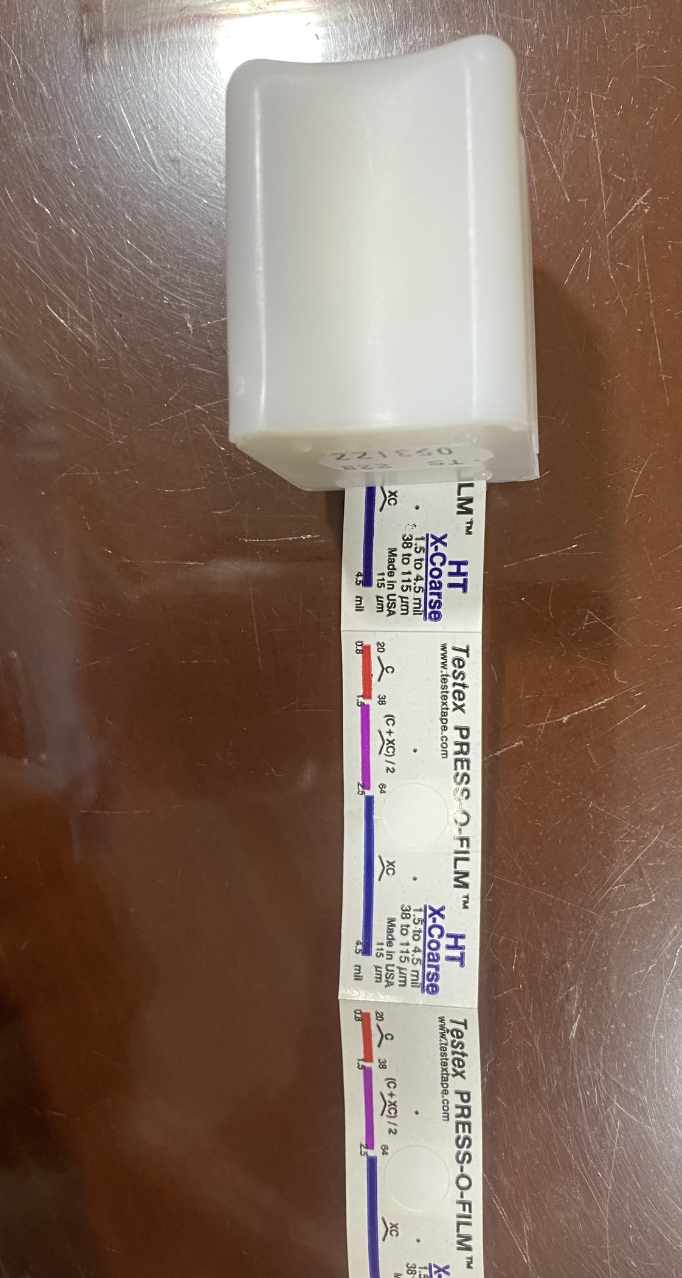 TS 228
053122
LM™
HT
X-Coarse
1.5 to 4.5 mil
38 to 115 µm
Made in USA
XC
115 µm
4.5 mil
Testex PRESS-O-FILM™ HT
www.testextape.com
X-Coarse
1.5 to 4.5 mil
38 to 115 µm
Made in USA
C (C + XC) / 2 XC
20 38 64 115 µm
0.8 1.5 2.5 4.5 mil
Testex PRESS-O-FILM™
www.testextape.com
X-
1.5
38
C (C + XC) / 2 XC
20 38 64
0.8 1.5 2.5